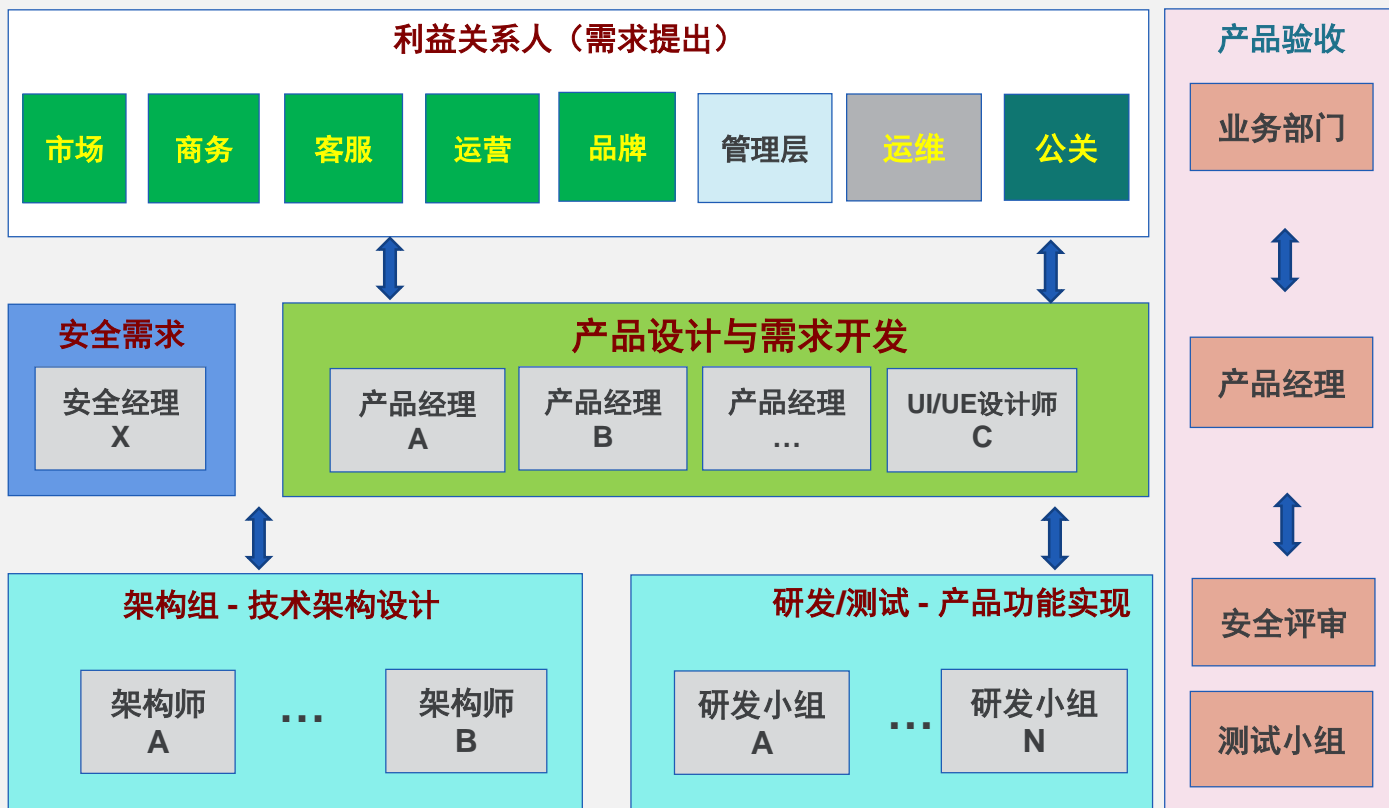 利益关系人（需求提出）
市场
商务
客服
运营
品牌
管理层
运维
公关
安全需求
安全经理
X
产品设计与需求开发
产品经理
A
产品经理
B
产品经理
...
UI/UE设计师
C
架构组 - 技术架构设计
架构师
A
...
架构师
B
研发/测试 - 产品功能实现
研发小组
A
...
研发小组
N
产品验收
业务部门
产品经理
安全评审
测试小组